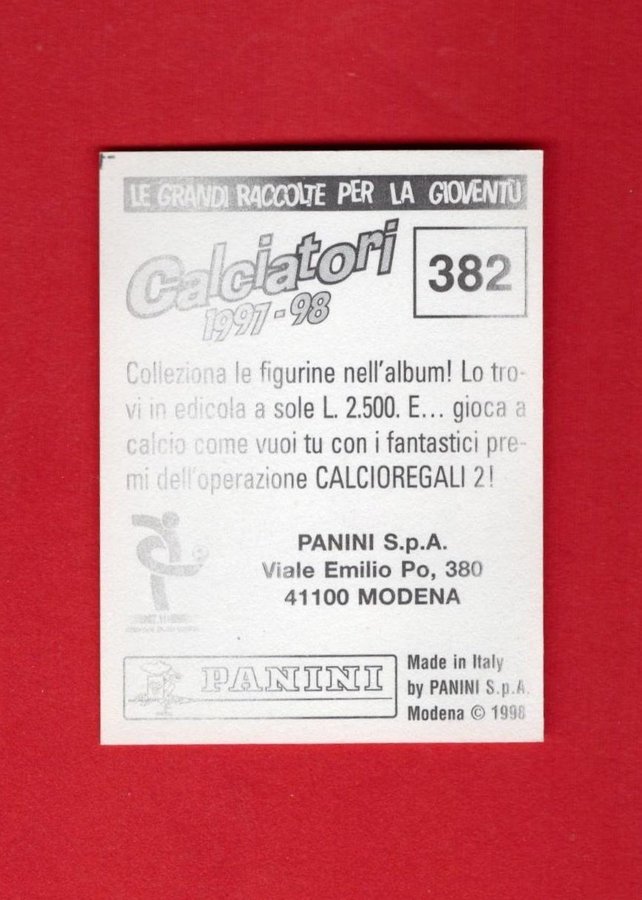 LE GRANDI RACCOLTE PER LA GIOVENTÙ
Calciatori
1997-98
382
Colleziona le figurine nell'album! Lo tro-
vi in edicola a sole L. 2.500. E... gioca a
calcio come vuoi tu con i fantastici pre-
mi dell'operazione CALCIOREGALI 2!
PANINI S.p.A.
Viale Emilio Po, 380
41100 MODENA
PANINI
Made in Italy
by PANINI S.p.A.
Modena © 1998